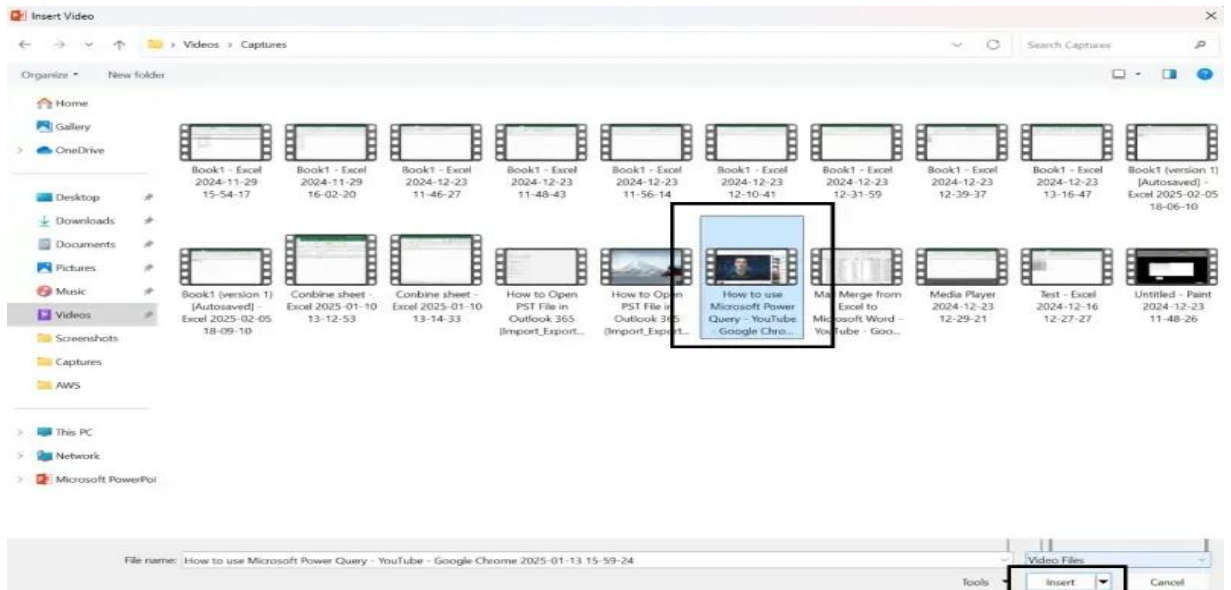 Insert Video
Videos > Captures
Search Captures
Organize
New folder
Home
Gallery
OneDrive
Desktop
Downloads
Documents
Pictures
Music
Videos
Screenshots
Captures
AWS
This PC
Network
Microsoft PowerPoi
Book1 - Excel
2024-11-29
15-54-17
Book1 - Excel
2024-11-29
16-02-20
Book1 - Excel
2024-12-23
11-46-27
Book1 - Excel
2024-12-23
11-48-43
Book1 - Excel
2024-12-23
11-56-14
Book1 - Excel
2024-12-23
12-10-41
Book1 - Excel
2024-12-23
12-31-59
Book1 - Excel
2024-12-23
12-39-37
Book1 - Excel
2024-12-23
13-16-47
Book1 (version 1)
[Autosaved] -
Excel 2025-02-05
18-06-10
Book1 (version 1)
[Autosaved] -
Excel 2025-02-05
18-09-10
Conbine sheet -
Excel 2025-01-10
13-12-53
Conbine sheet -
Excel 2025-01-10
13-14-33
How to Open
PST File in
Outlook 365
(Import_Export...
How to Open
PST File in
Outlook 365
(Import_Export...
How to use
Microsoft Power
Query - YouTube
- Google Chro...
Mail Merge from
Excel to
Microsoft Word –
YouTube - Goo...
Media Player
2024-12-23
12-29-21
Test - Excel
2024-12-16
12-27-27
Untitled - Paint
2024-12-23
11-48-26
File name: How to use Microsoft Power Query - YouTube - Google Chrome 2025-01-13 15-59-24
Video Files
Tools
Insert
Cancel